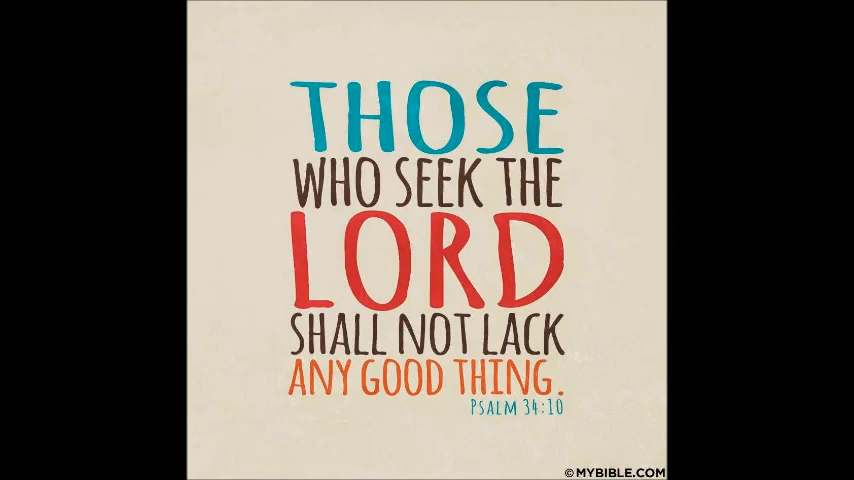 THOSE
WHO SEEK THE
LORD
SHALL NOT LACK
ANY GOOD THING.
PSALM 34:10
© MYBIBLE.COM